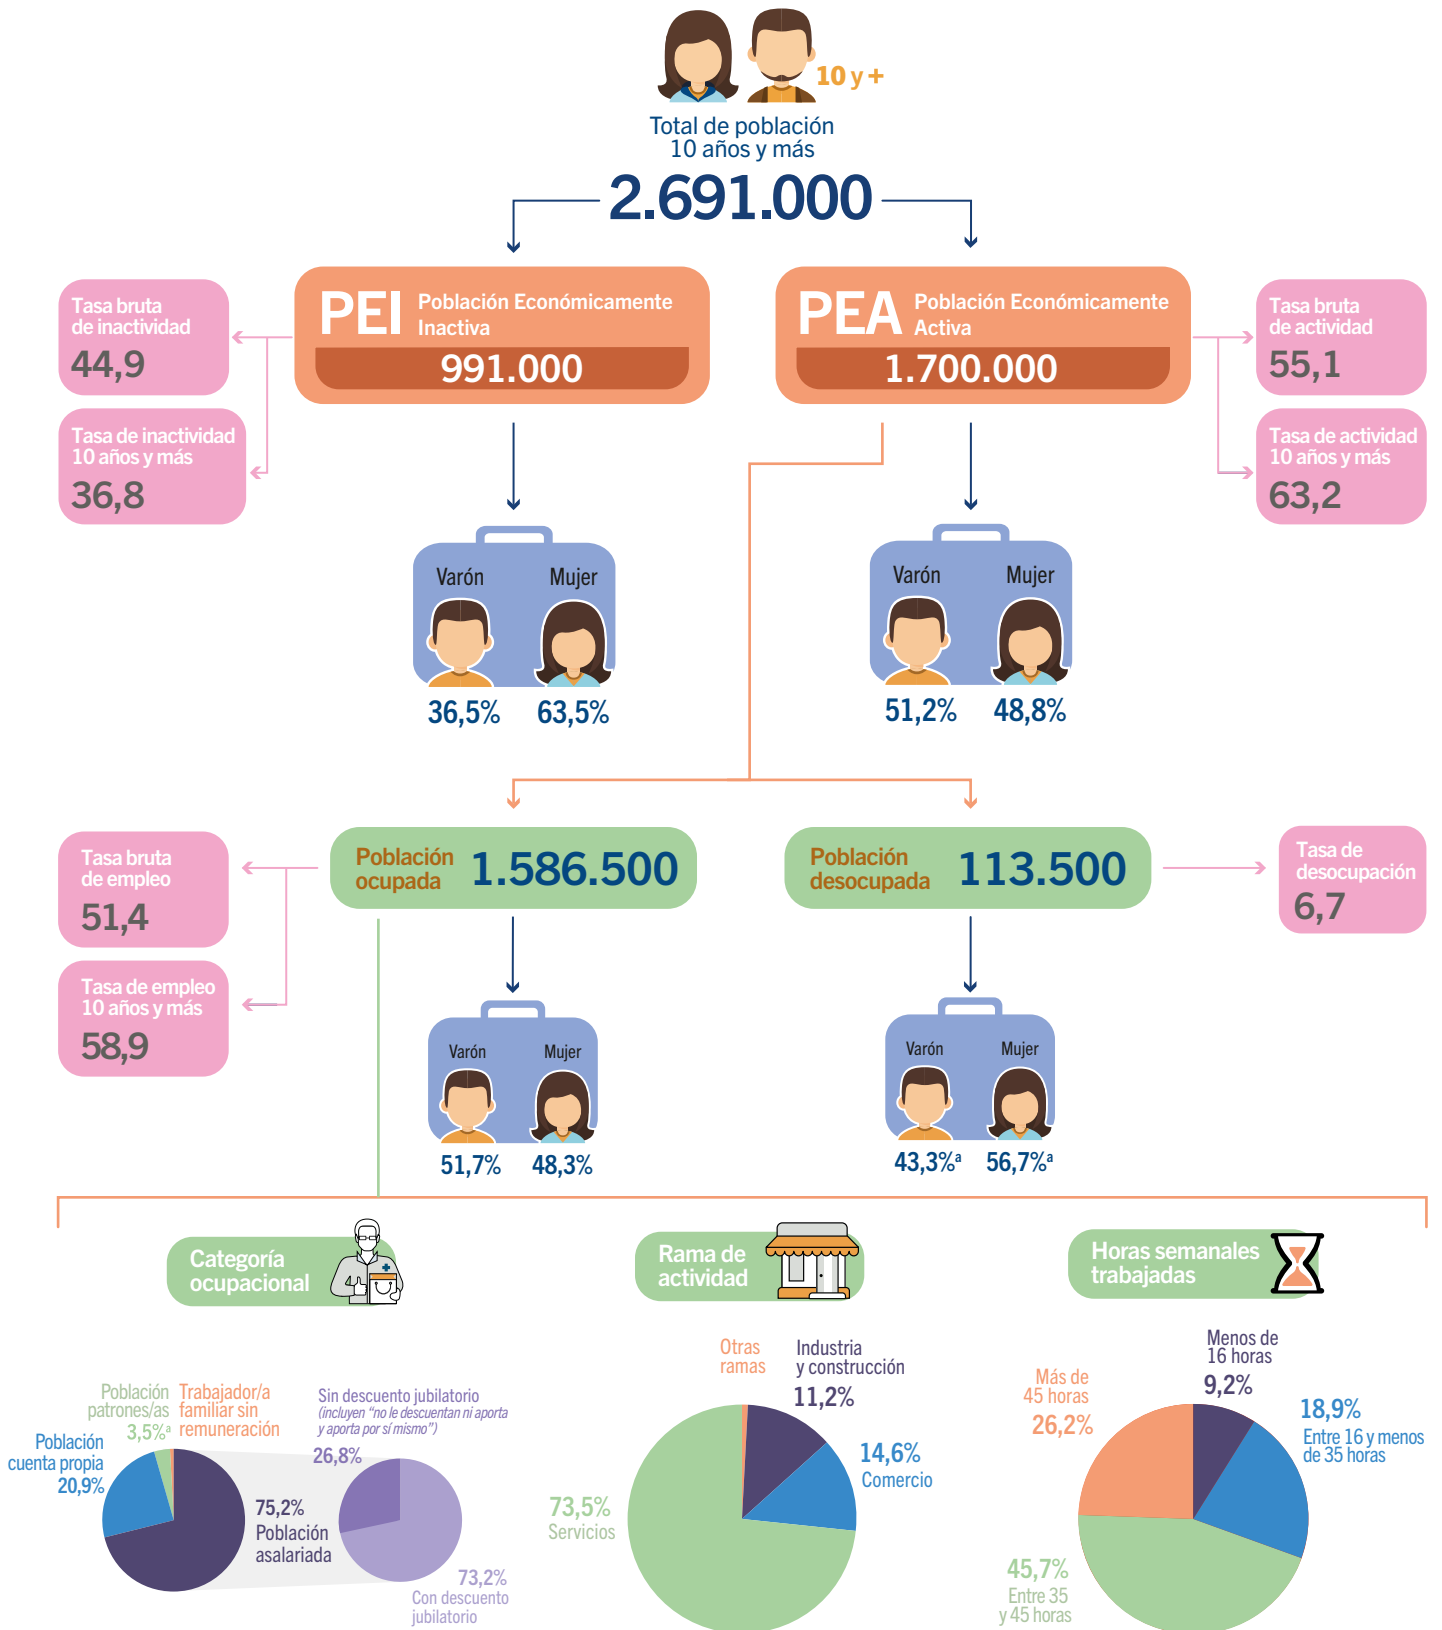 10 y +
Total de población
10 años y más
2.691.000
PEI Población Económicamente
Inactiva
991.000
PEA Población Económicamente
Activa
1.700.000
Tasa bruta
de inactividad
44,9
Tasa de inactividad
10 años y más
36,8
Tasa bruta
de actividad
55,1
Tasa de actividad
10 años y más
63,2
Varón Mujer
36,5% 63,5%
Varón Mujer
51,2% 48,8%
Tasa bruta
de empleo
51,4
Tasa de empleo
10 años y más
58,9
Población
ocupada
1.586.500
Población
desocupada
113.500
Tasa de
desocupación
6,7
Varón Mujer
51,7% 48,3%
Varón Mujer
43,3%ª 56,7%ª
Categoría
ocupacional
Población
patrones/as
3,5%ª
Trabajador/a
familiar sin
remuneración
Población
cuenta propia
20,9%
75,2%
Población
asalariada
Sin descuento jubilatorio
(incluyen “no le descuentan ni aporta
y aporta por sí mismo”)
26,8%
73,2%
Con descuento
jubilatorio
Rama de
actividad
Otras
ramas
Industria
y construcción
11,2%
14,6%
Comercio
73,5%
Servicios
Horas semanales
trabajadas
Menos de
16 horas
9,2%
Más de
45 horas
26,2%
18,9%
Entre 16 y menos
de 35 horas
45,7%
Entre 35
y 45 horas